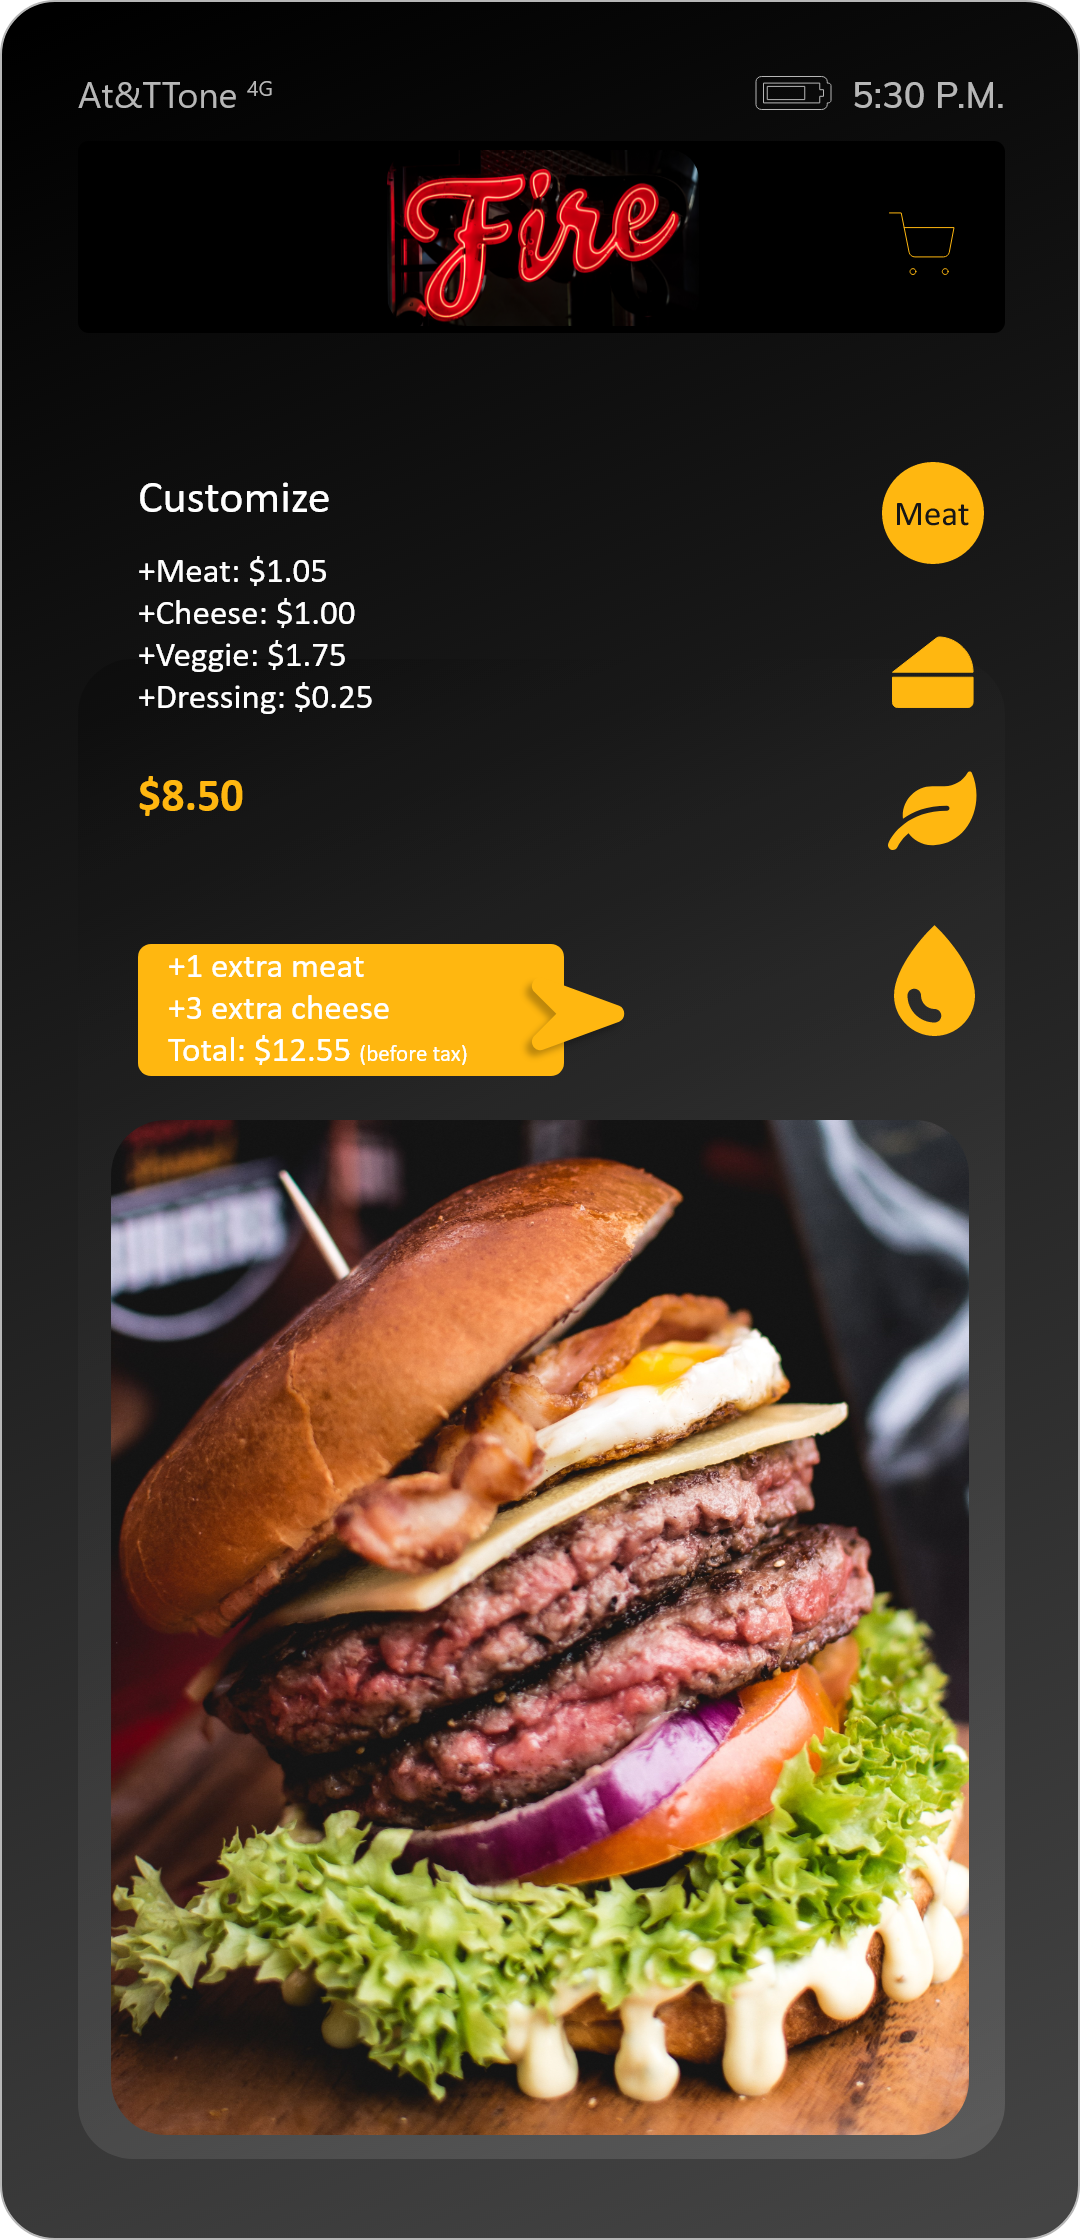 At&TTone 4G
5:30 P.M.
Fire
Customize
Meat
+Meat: $1.05
+Cheese: $1.00
+Veggie: $1.75
+Dressing: $0.25
$8.50
+1 extra meat
+3 extra cheese
Total: $12.55 (before tax)